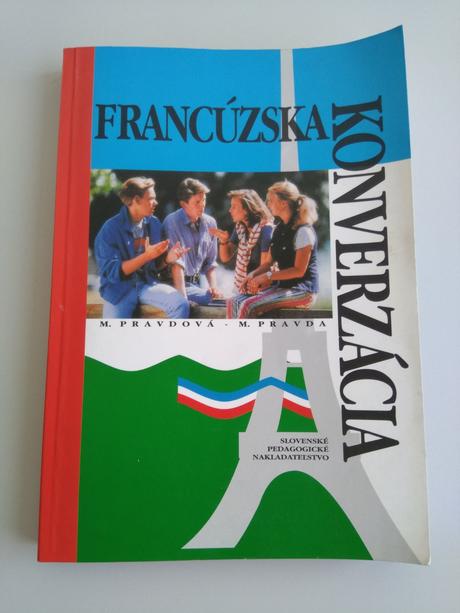 FRANCÚZSKA
KONVERZÁCIA
M. PRAVDOVÁ - M. PRAVDA
SLOVENSKÉ
PEDAGOGICKÉ
NAKLADATEĽSTVO